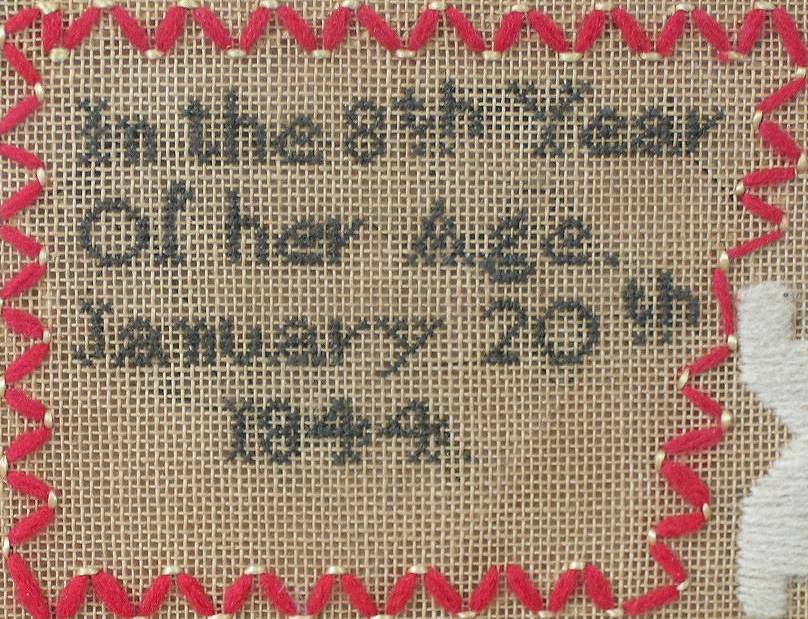 In the 8th Year
Of her Age.
January 20th
1844.